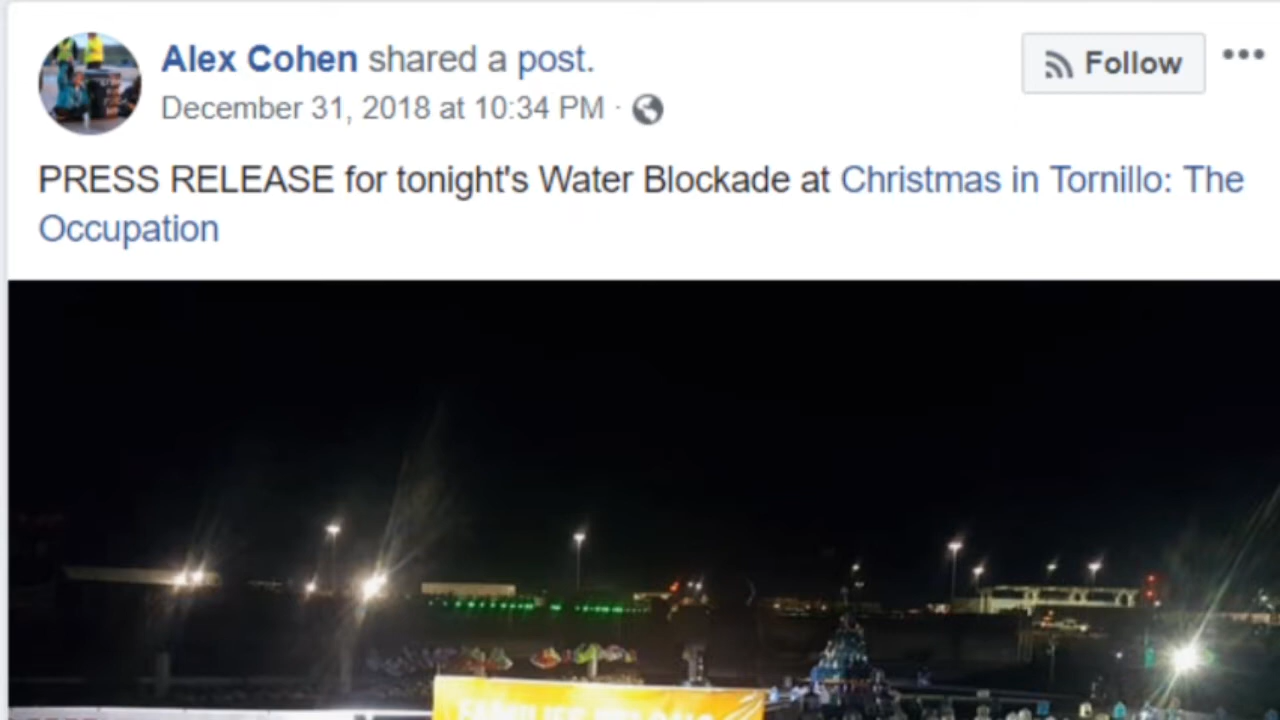 Alex Cohen shared a post.
Follow
December 31, 2018 at 10:34 PM ·
PRESS RELEASE for tonight's Water Blockade at Christmas in Tornillo: The
Occupation
FAMILIES